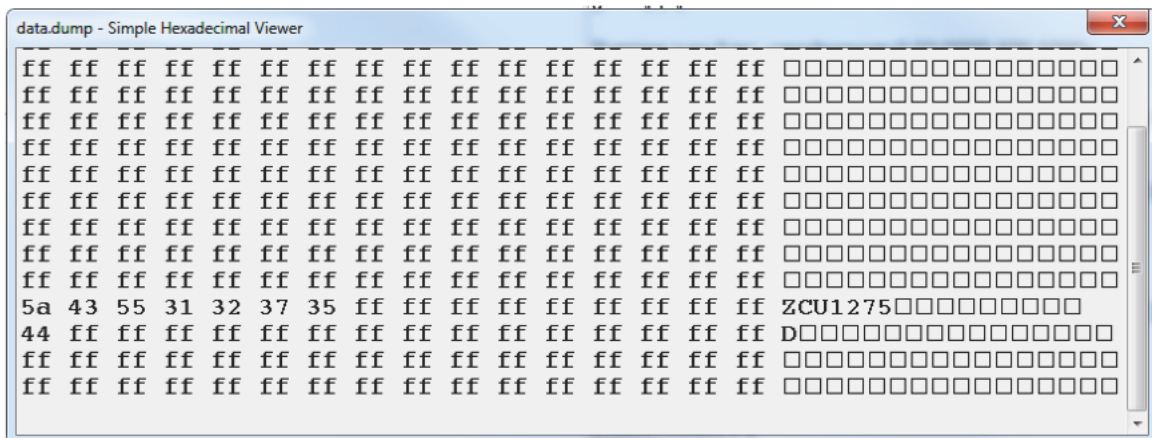 data.dump - Simple Hexadecimal Viewer
ff ff ff ff ff ff ff ff ff ff ff ff ff ff ff ff □□□□□□□□□□□□□□□□
ff ff ff ff ff ff ff ff ff ff ff ff ff ff ff ff □□□□□□□□□□□□□□□□
ff ff ff ff ff ff ff ff ff ff ff ff ff ff ff ff □□□□□□□□□□□□□□□□
ff ff ff ff ff ff ff ff ff ff ff ff ff ff ff ff □□□□□□□□□□□□□□□□
ff ff ff ff ff ff ff ff ff ff ff ff ff ff ff ff □□□□□□□□□□□□□□□□
ff ff ff ff ff ff ff ff ff ff ff ff ff ff ff ff □□□□□□□□□□□□□□□□
ff ff ff ff ff ff ff ff ff ff ff ff ff ff ff ff □□□□□□□□□□□□□□□□
ff ff ff ff ff ff ff ff ff ff ff ff ff ff ff ff □□□□□□□□□□□□□□□□
ff ff ff ff ff ff ff ff ff ff ff ff ff ff ff ff □□□□□□□□□□□□□□□□
5a 43 55 31 32 37 35 ff ff ff ff ff ff ff ff ff ZCU1275□□□□□□□□□
44 ff ff ff ff ff ff ff ff ff ff ff ff ff ff ff D□□□□□□□□□□□□□□□
ff ff ff ff ff ff ff ff ff ff ff ff ff ff ff ff □□□□□□□□□□□□□□□□
ff ff ff ff ff ff ff ff ff ff ff ff ff ff ff ff □□□□□□□□□□□□□□□□